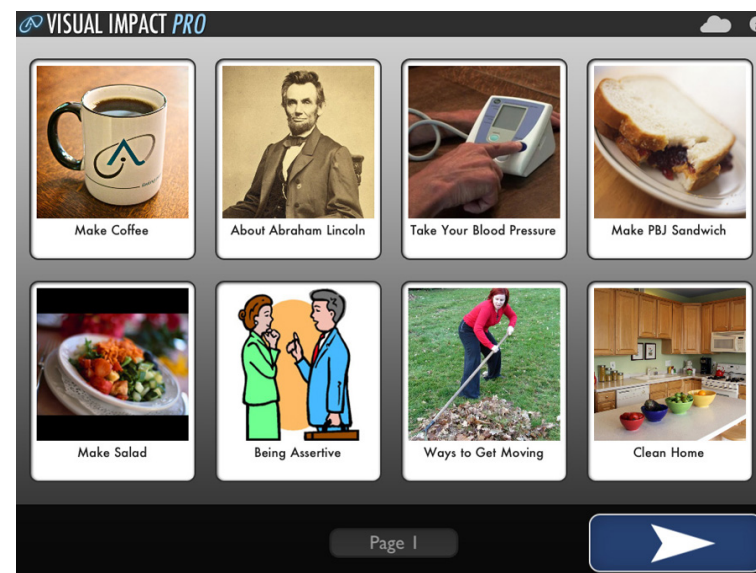 VISUAL IMPACT PRO
Make Coffee
About Abraham Lincoln
Take Your Blood Pressure
Make PBJ Sandwich
Make Salad
Being Assertive
Ways to Get Moving
Clean Home
Page 1